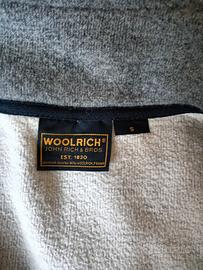 WOOLRICH®
JOHN RICH & BROS.
EST. 1830
S